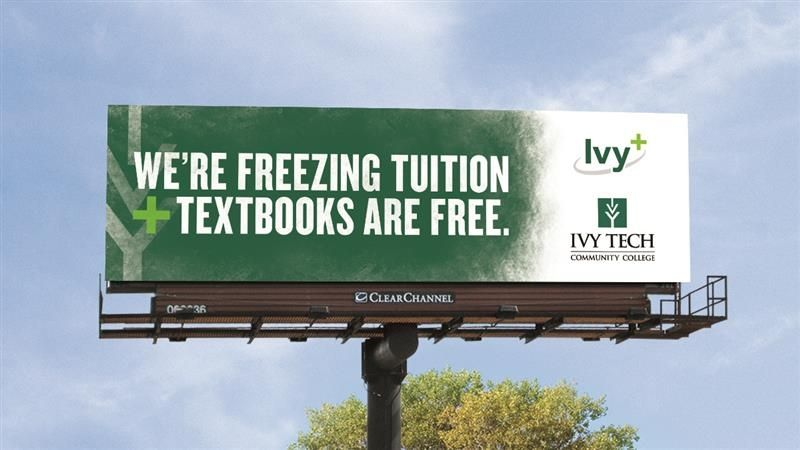 WE'RE FREEZING TUITION
+ TEXTBOOKS ARE FREE.
Ivy+
IVY TECH
COMMUNITY COLLEGE
CLEARCHANNEL